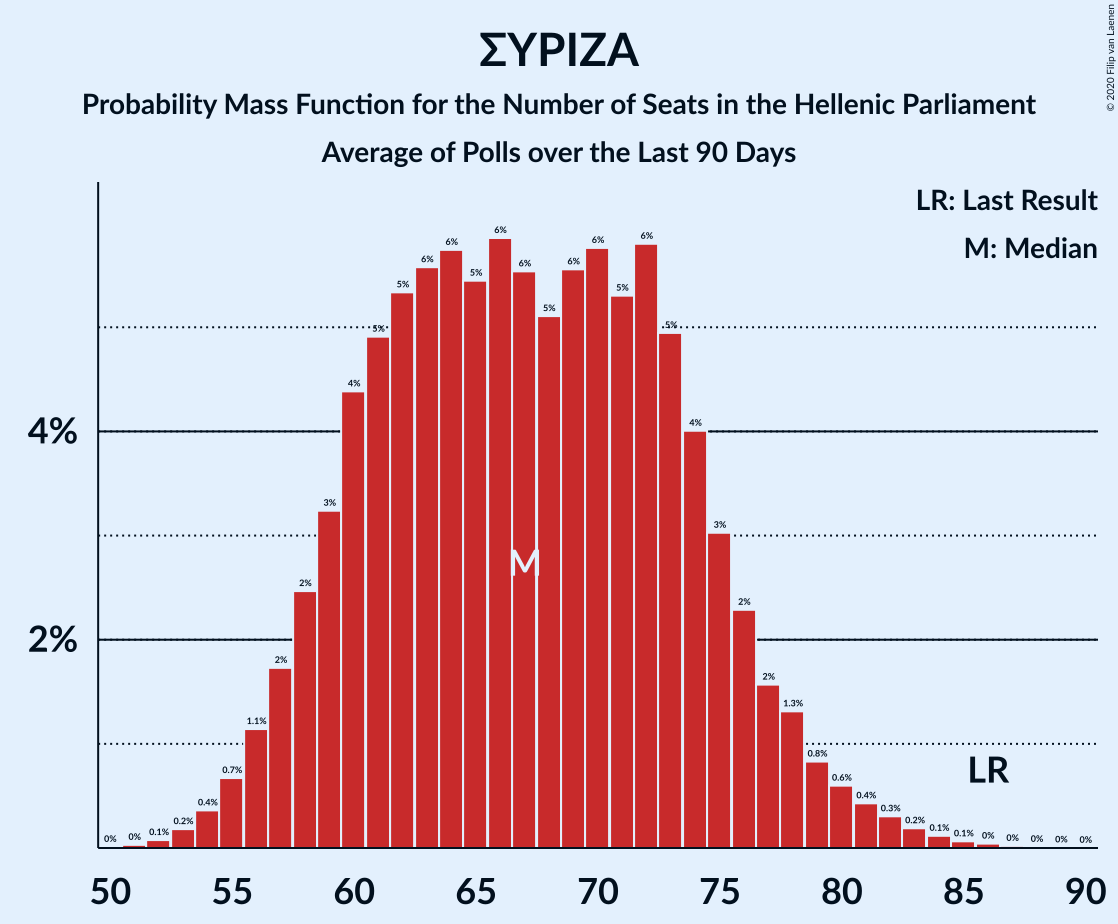 ΣΥΡΙΖΑ
Probability Mass Function for the Number of Seats in the Hellenic Parliament
Average of Polls over the Last 90 Days
© 2020 Filip van Laenen
LR: Last Result
M: Median
4%
2%
0% 0% 0.1% 0.2% 0.4% 0.7% 1.1% 2% 2% 3% 4% 5% 5% 6% 6% 5% 6% 6% 5% 6% 6% 5% 6% 5% 4% 3% 2% 2% 1.3% 0.8% 0.6% 0.4% 0.3% 0.2% 0.1% 0.1% 0% 0% 0% 0% 0%
M
LR
50 55 60 65 70 75 80 85 90